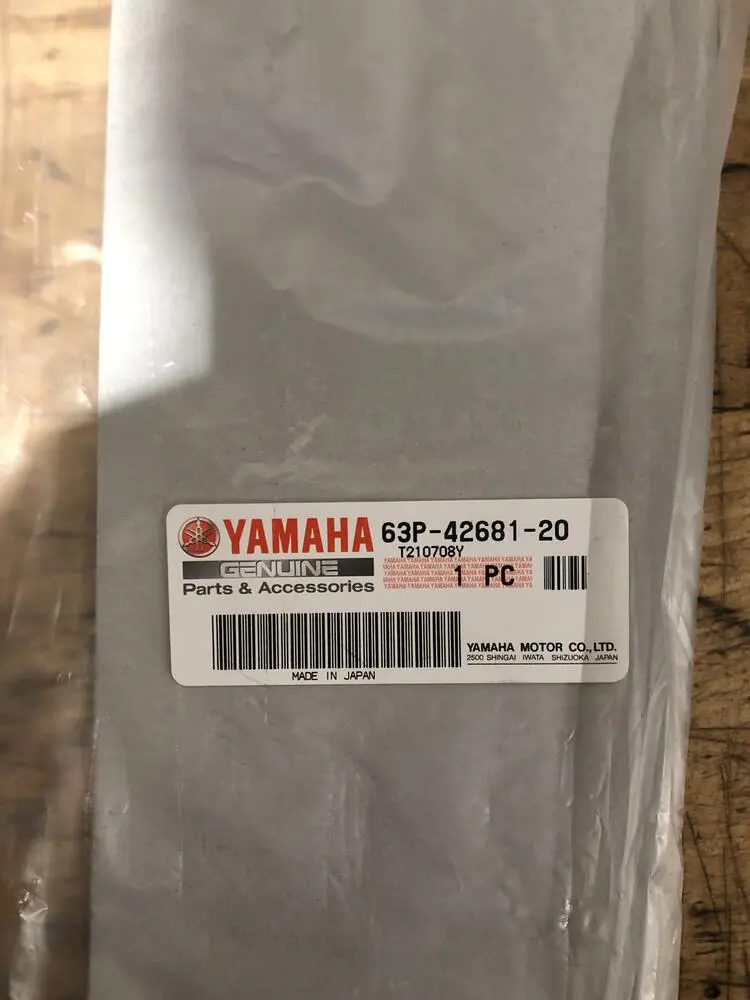 YAMAHA 63P-42681-20
T210708Y
GENUINE
1 PC
Parts & Accessories
YAMAHA MOTOR CO.,LTD.
2500 SHINGAI IWATA SHIZUOKA JAPAN
MADE IN JAPAN